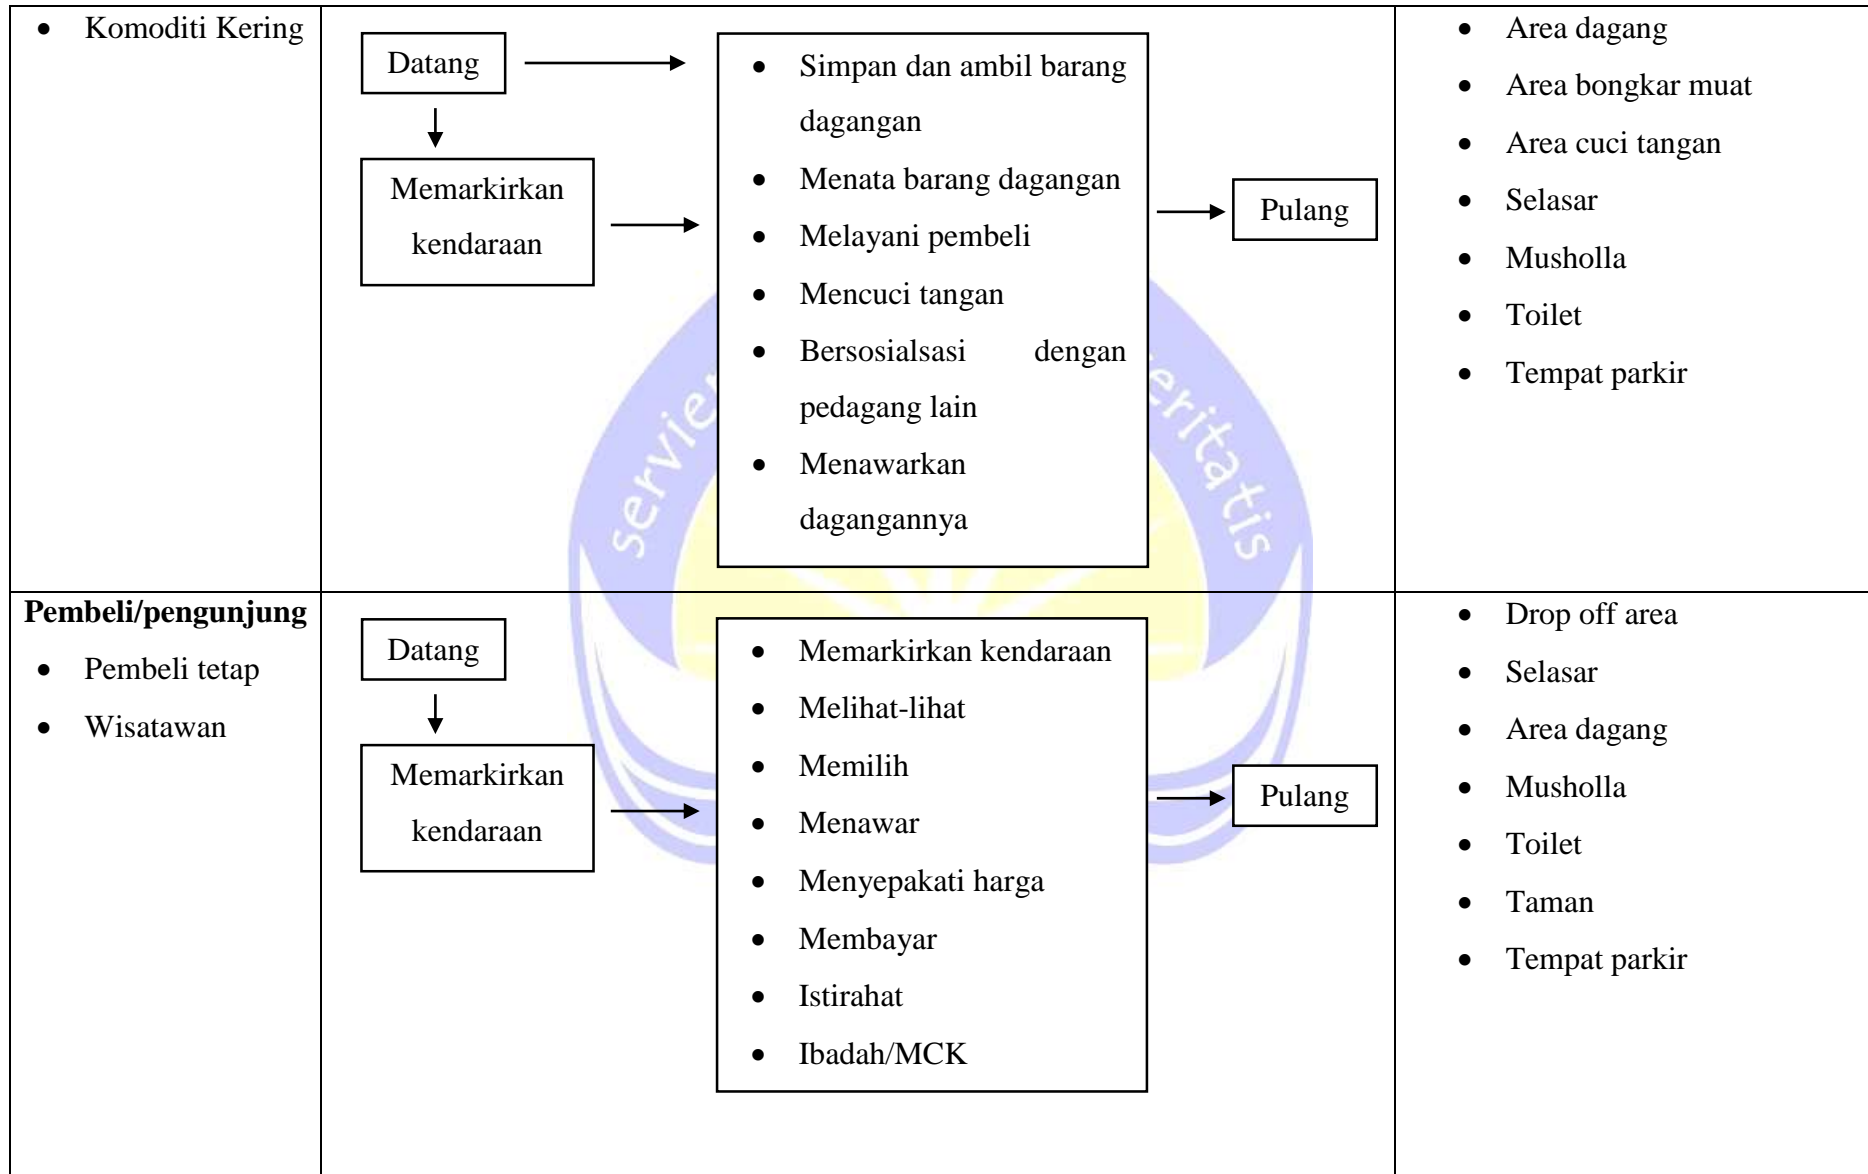 • Komoditi Kering
Datang
Memarkirkan
kendaraan
• Simpan dan ambil barang
dagangan
• Menata barang dagangan
• Melayani pembeli
• Mencuci tangan
• Bersosialsasi dengan
pedagang lain
• Menawarkan
dagangannya
Pulang
• Area dagang
• Area bongkar muat
• Area cuci tangan
• Selasar
• Musholla
• Toilet
• Tempat parkir
Pembeli/pengunjung
• Pembeli tetap
• Wisatawan
Datang
Memarkirkan
kendaraan
• Memarkirkan kendaraan
• Melihat-lihat
• Memilih
• Menawar
• Menyepakati harga
• Membayar
• Istirahat
• Ibadah/MCK
Pulang
• Drop off area
• Selasar
• Area dagang
• Musholla
• Toilet
• Taman
• Tempat parkir